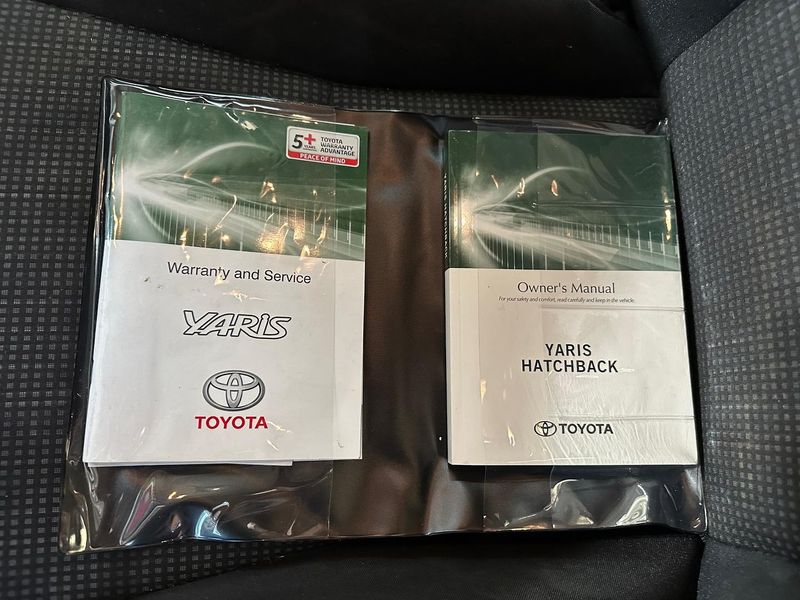 5+
YEARS
TOYOTA
WARRANTY
ADVANTAGE
PEACE OF MIND
Warranty and Service
YARIS
TOYOTA
Owner's Manual
For your safety and comfort, read carefully and keep in the vehicle.
YARIS
HATCHBACK
TOYOTA